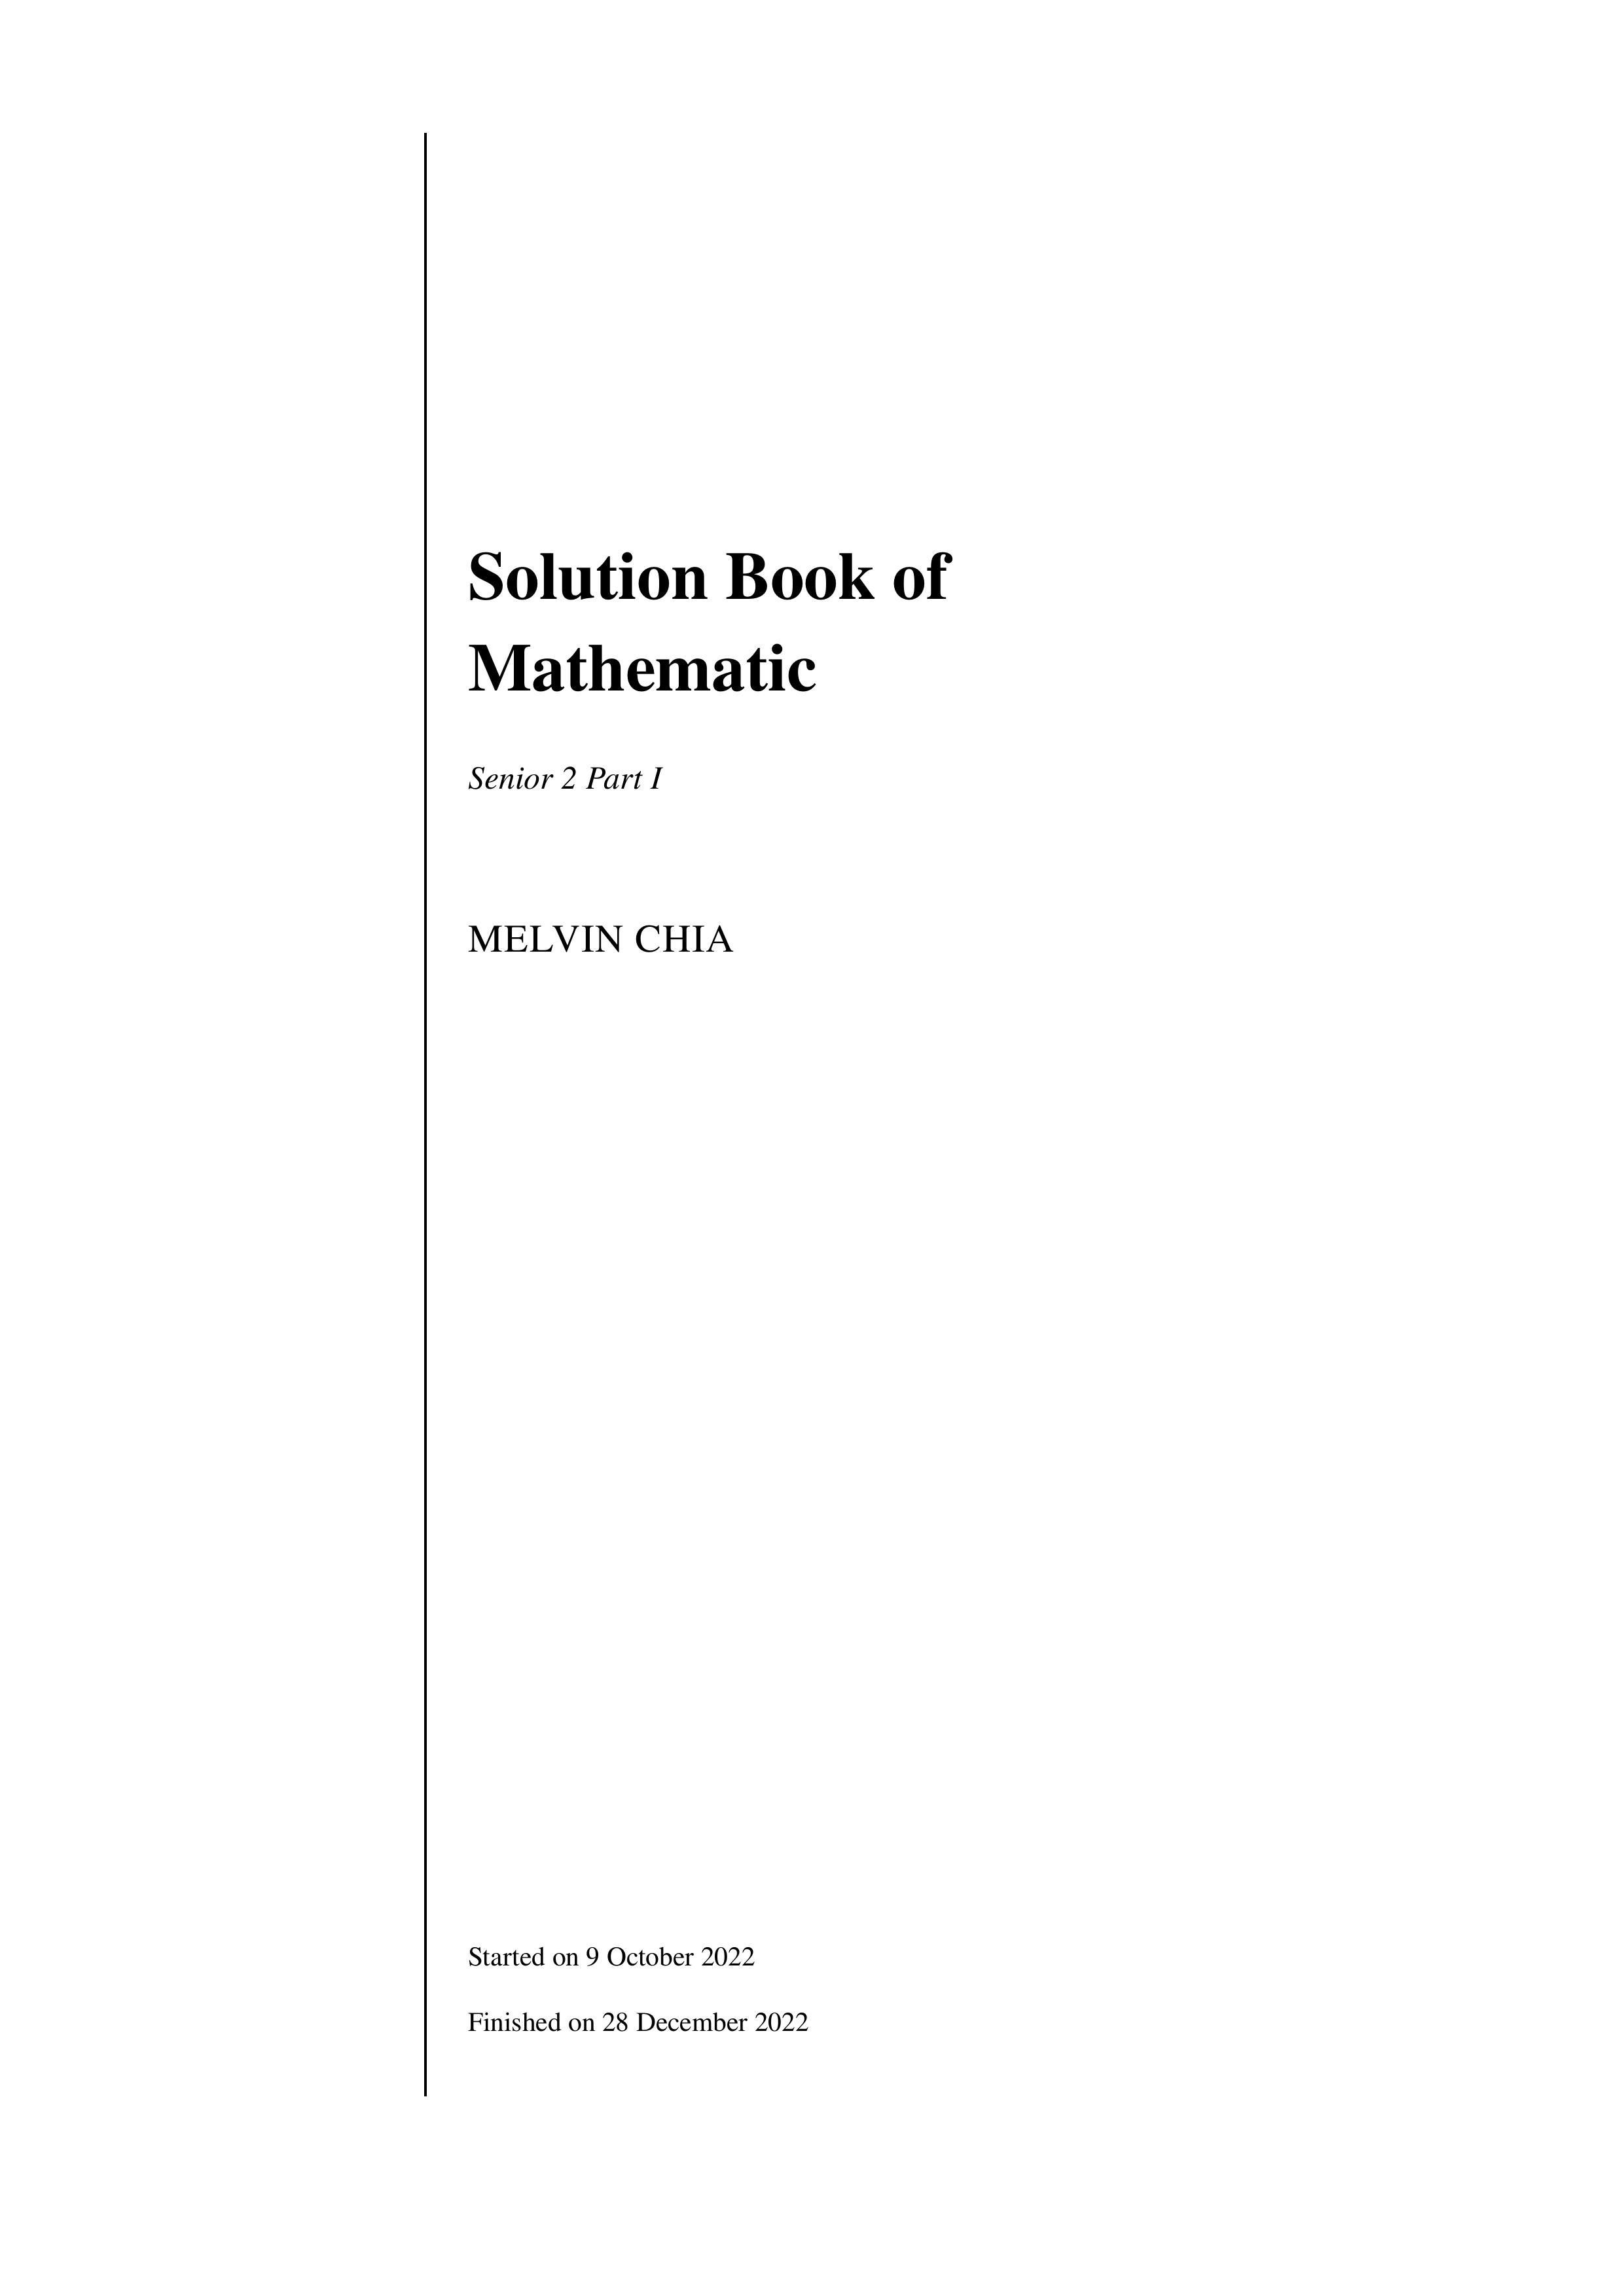 Solution Book of
Mathematic
Senior 2 Part I
MELVIN CHIA
Started on 9 October 2022
Finished on 28 December 2022